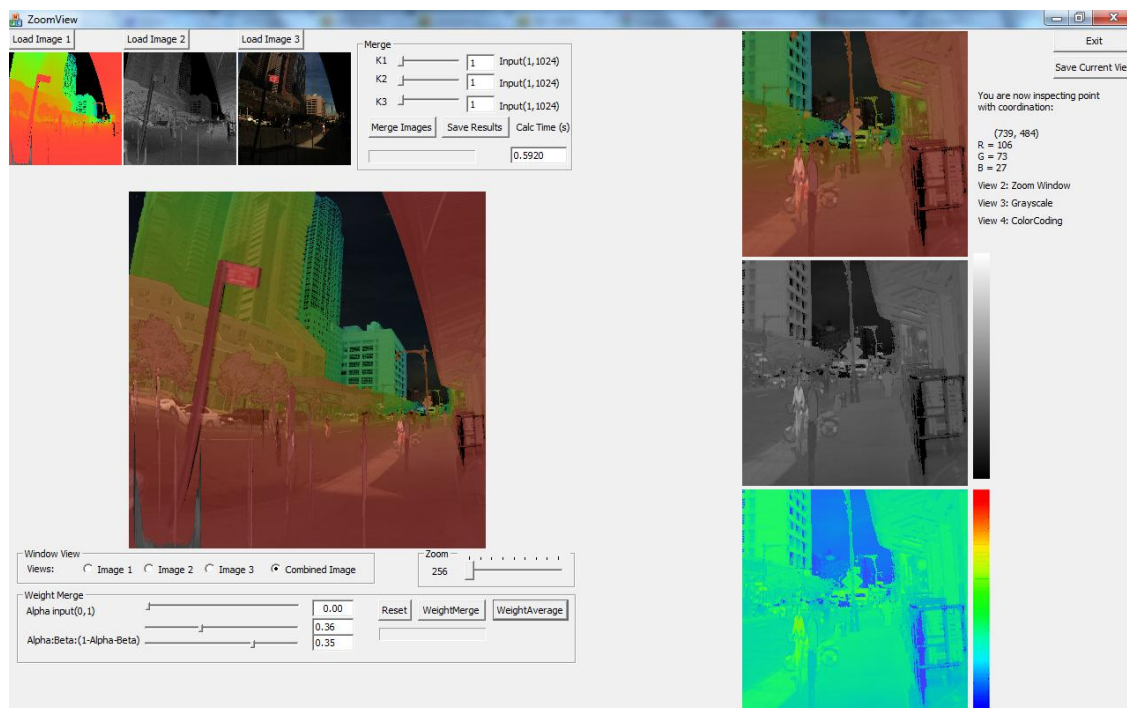 ZoomView
Load Image 1
Load Image 2
Load Image 3
Merge
K1 1 Input(1,1024)
K2 1 Input(1,1024)
K3 1 Input(1,1024)
Merge Images Save Results Calc Time (s)
0.5920
Window View
Views: Image 1 Image 2 Image 3 Combined Image
Zoom
256
Weight Merge
Alpha input(0,1) 0.00
0.36
Alpha:Beta:(1-Alpha-Beta) 0.35
Reset WeightMerge WeightAverage
Exit
Save Current Vie
You are now inspecting point
with coordination:
(739, 484)
R = 106
G = 73
B = 27
View 2: Zoom Window
View 3: Grayscale
View 4: ColorCoding